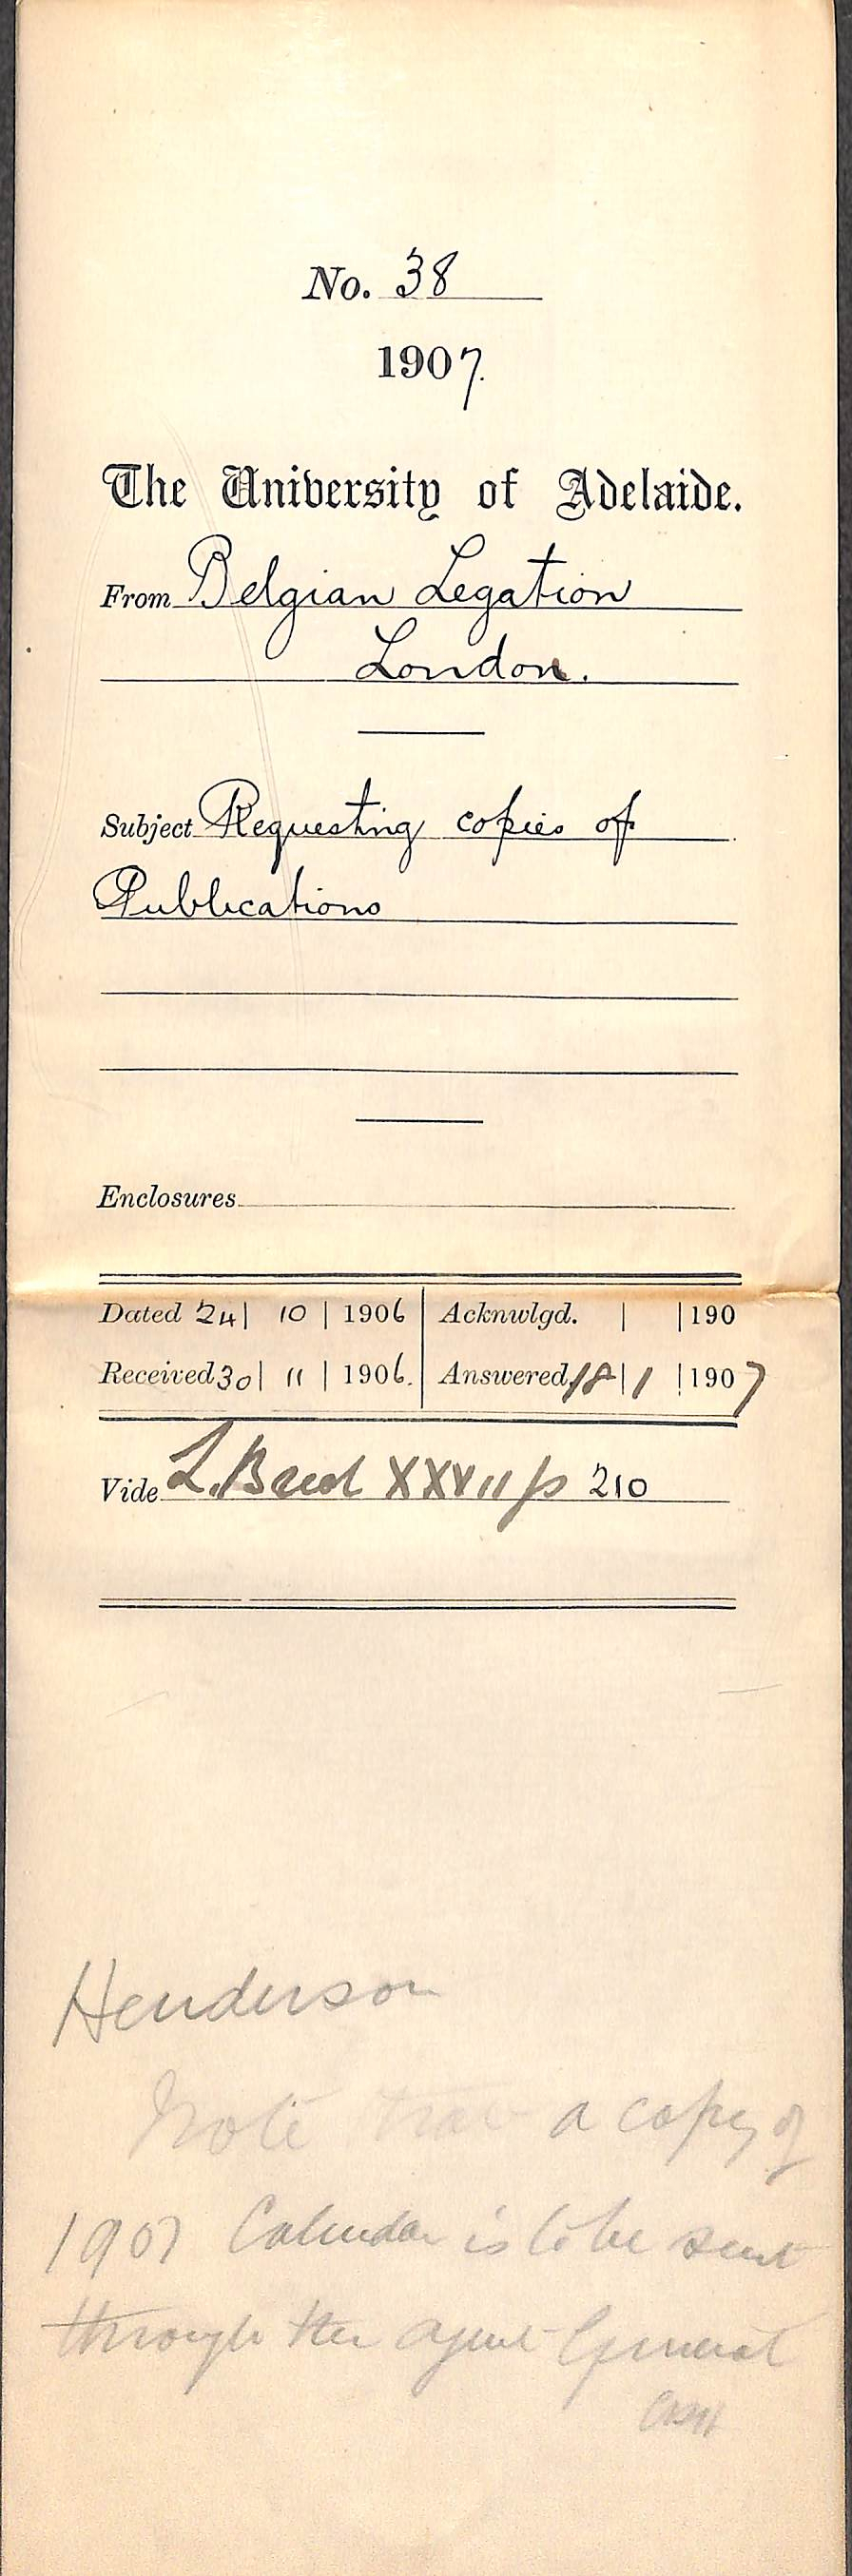 No. 38
1907.
The University of Adelaide.
From Belgian Legation
London.
Subject Requesting copies of
Publications
Enclosures
Dated 24 | 10 | 1906 Acknwlgd. | | 190
Received 30 | 11 | 1906. Answered 18 | 1 | 1907
Vide L. Book XXVII p 210
Henderson
Note that a copy of
1907 Calendar is to be sent
through the Agent-General